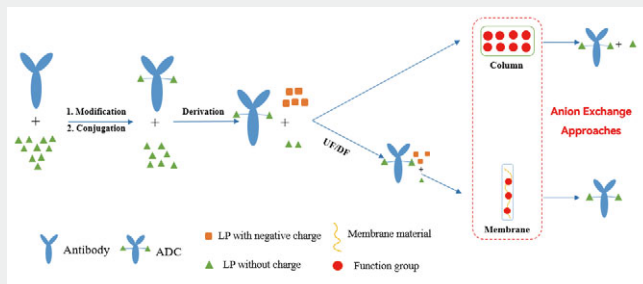 1. Modification
2. Conjugation
Derivation
UF/DF
Column
Membrane
Anion Exchange
Approaches
Antibody
ADC
LP with negative charge
LP without charge
Membrane material
Function group